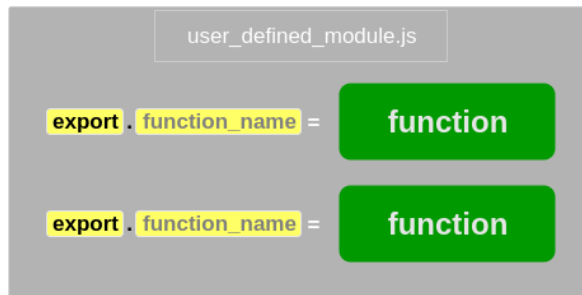 user_defined_module.js
export . function_name = function
export . function_name = function